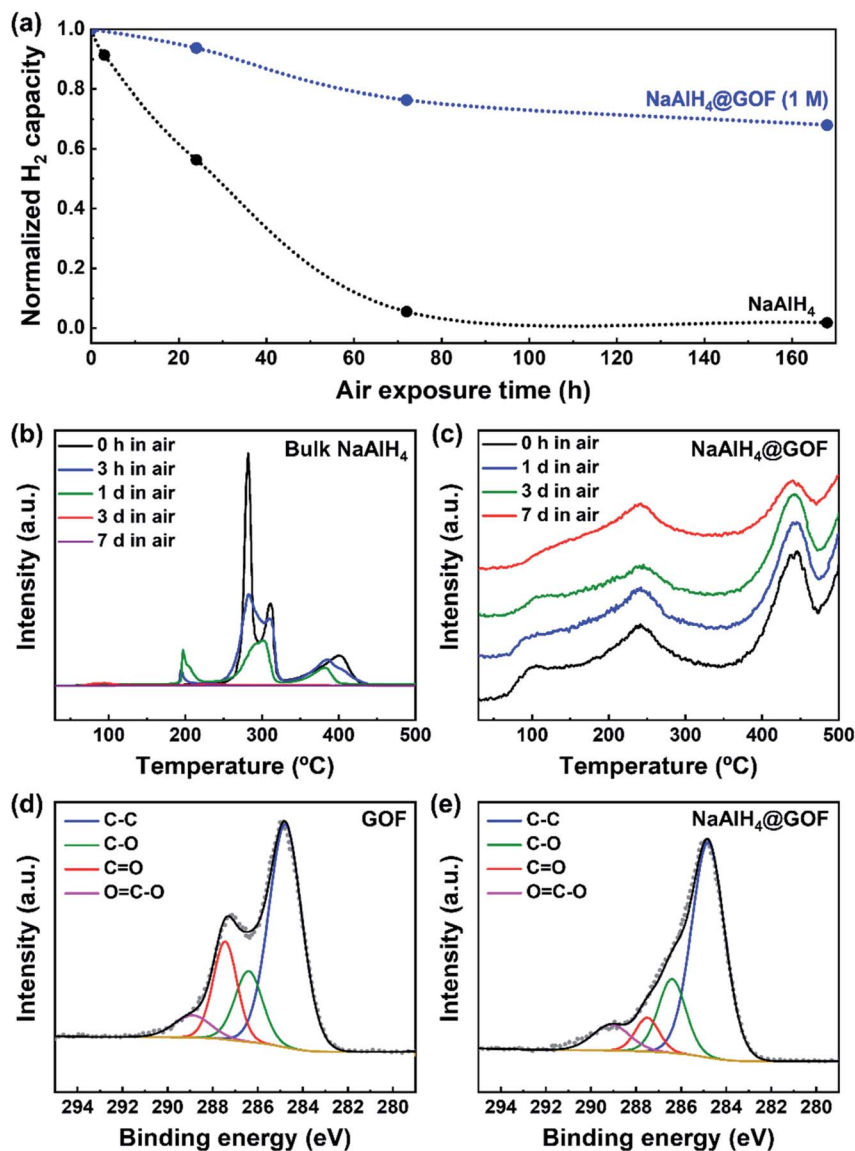 (a)
Normalized H₂ capacity
1.0
0.8
0.6
0.4
0.2
0.0
NaAlH₄@GOF (1 M)
NaAlH₄
0 20 40 60 80 100 120 140 160
Air exposure time (h)
(b)
Bulk NaAlH₄
0 h in air
3 h in air
1 d in air
3 d in air
7 d in air
Intensity (a.u.)
100 200 300 400 500
Temperature (ºC)
(c)
NaAlH₄@GOF
0 h in air
1 d in air
3 d in air
7 d in air
Intensity (a.u.)
100 200 300 400 500
Temperature (ºC)
(d)
GOF
C-C
C-O
C=O
O=C-O
Intensity (a.u.)
294 292 290 288 286 284 282 280
Binding energy (eV)
(e)
NaAlH₄@GOF
C-C
C-O
C=O
O=C-O
Intensity (a.u.)
294 292 290 288 286 284 282 280
Binding energy (eV)